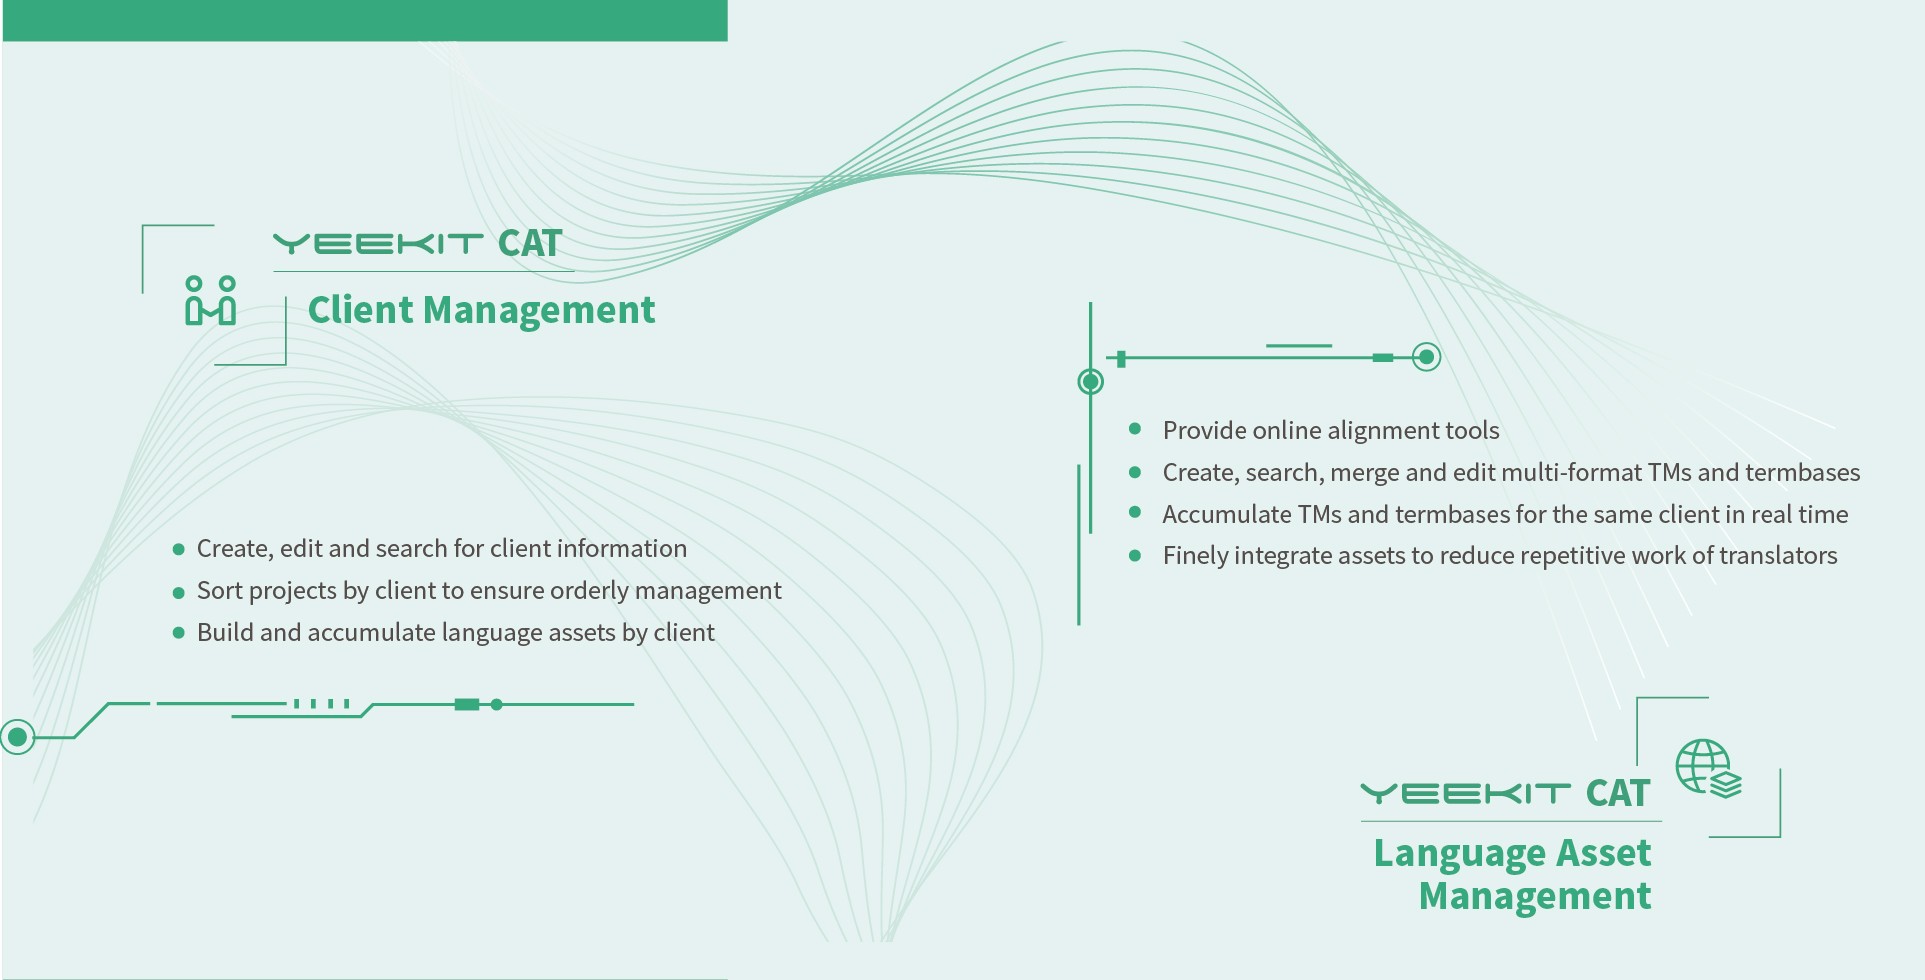 YEEKIT CAT
Client Management
Create, edit and search for client information
Sort projects by client to ensure orderly management
Build and accumulate language assets by client
Provide online alignment tools
Create, search, merge and edit multi-format TMs and termbases
Accumulate TMs and termbases for the same client in real time
Finely integrate assets to reduce repetitive work of translators
YEEKIT CAT
Language Asset
Management